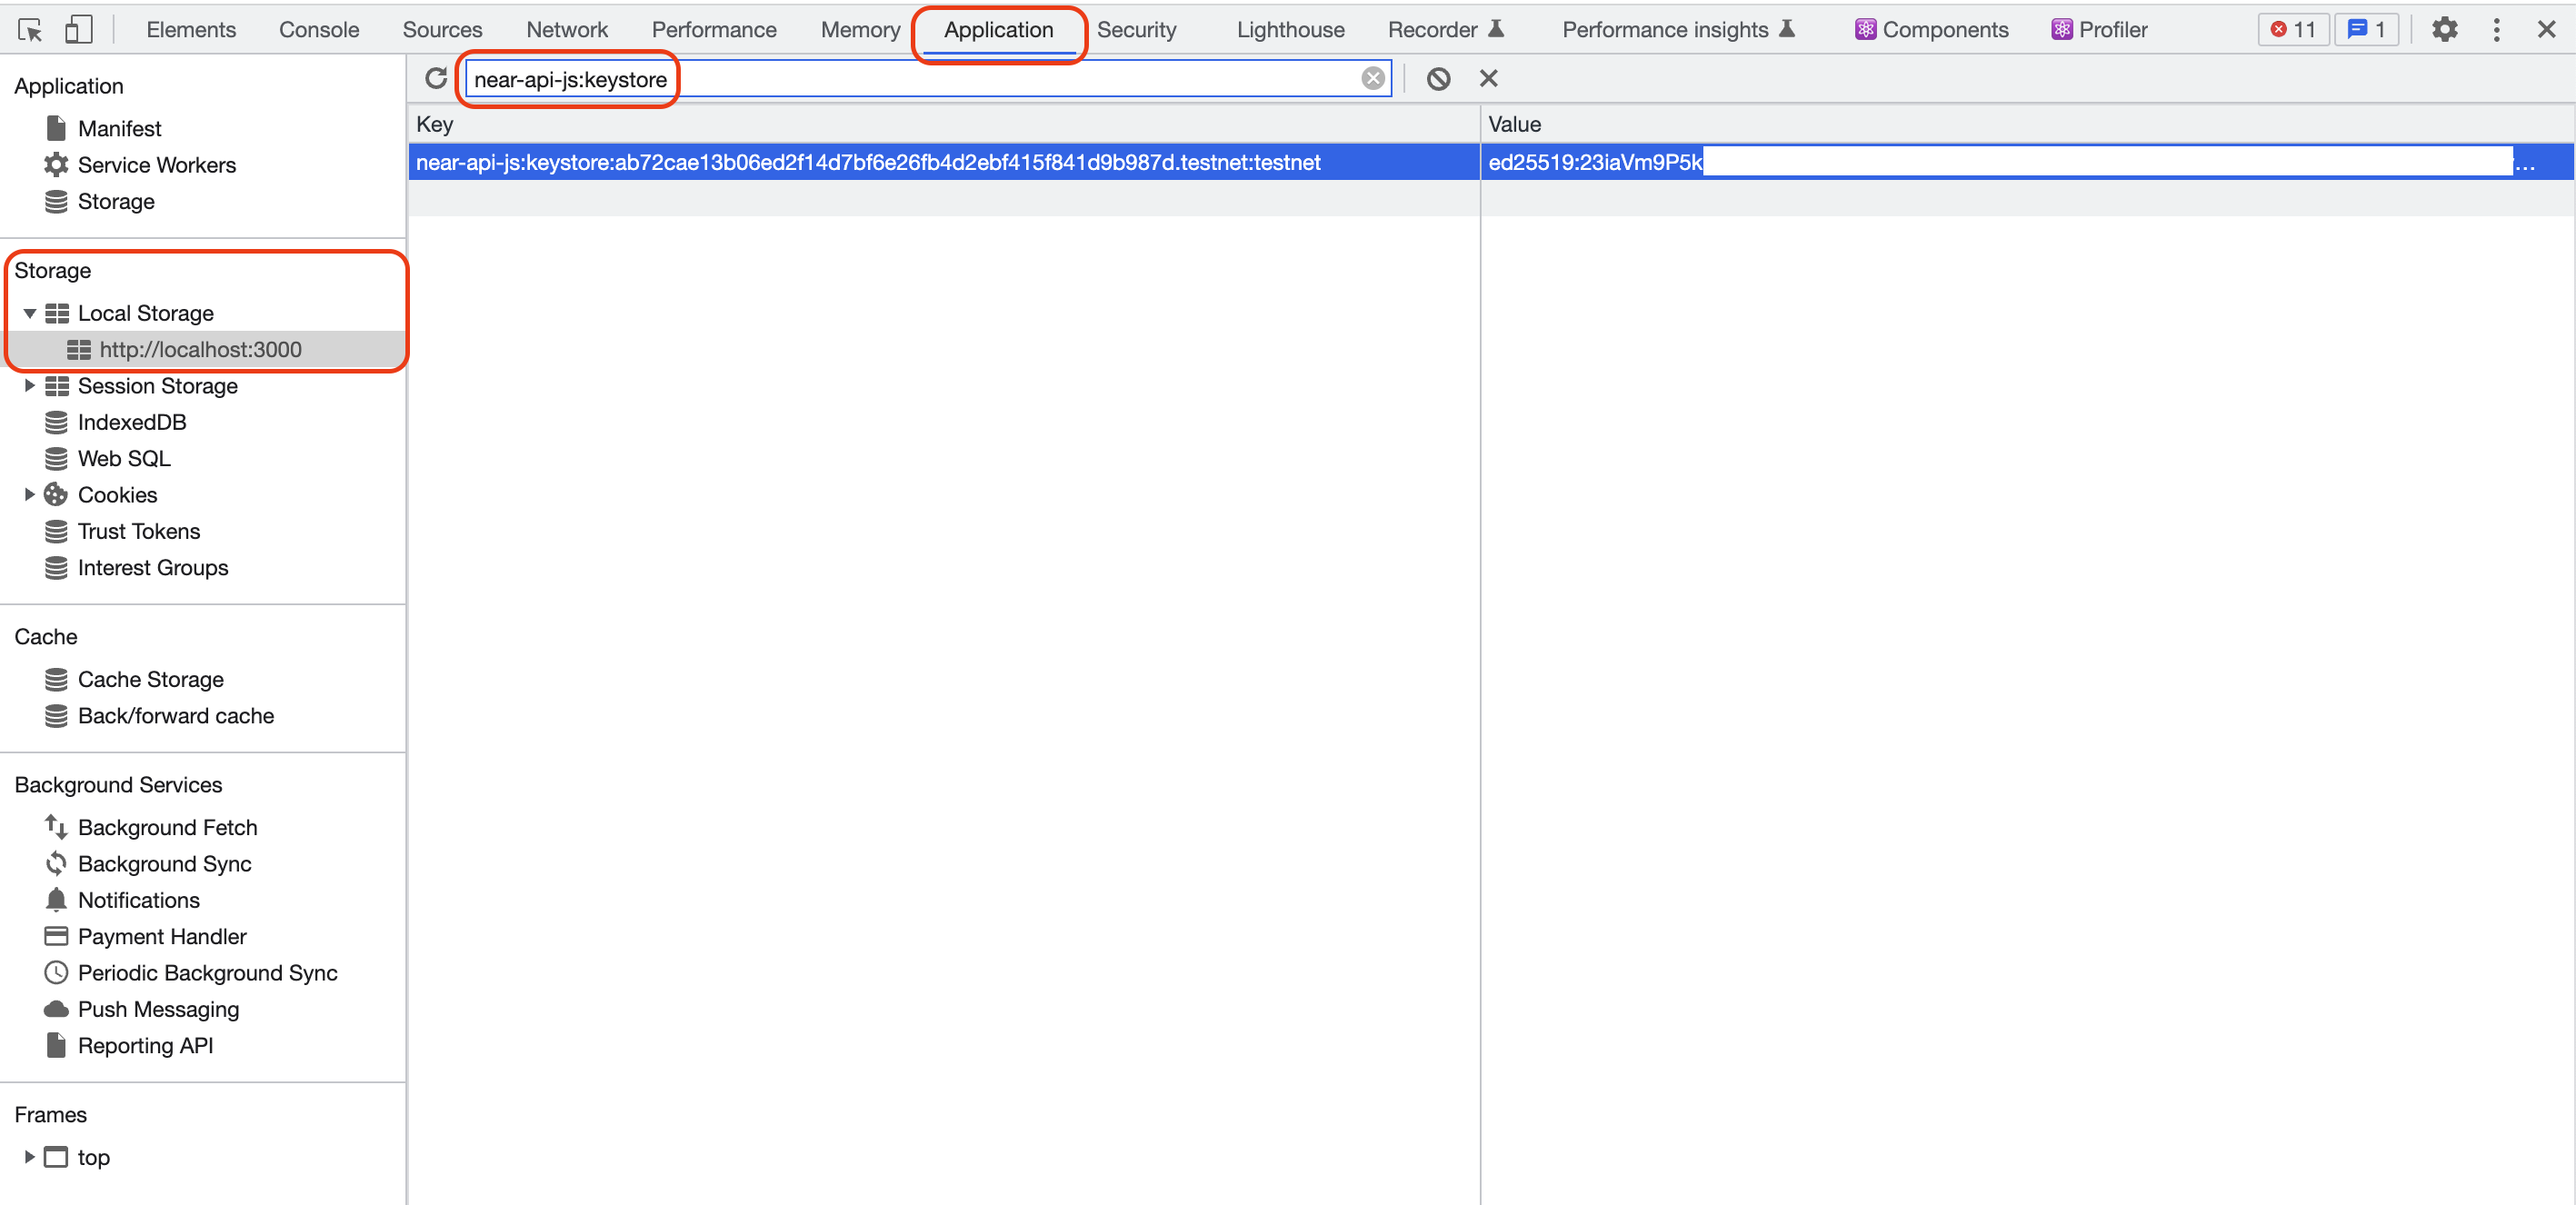 Elements Console Sources Network Performance Memory Application Security Lighthouse Recorder Performance insights Components Profiler 11 1
near-api-js:keystore
Application
Manifest
Service Workers
Storage
Storage
Local Storage
http://localhost:3000
Session Storage
IndexedDB
Web SQL
Cookies
Trust Tokens
Interest Groups
Cache
Cache Storage
Back/forward cache
Background Services
Background Fetch
Background Sync
Notifications
Payment Handler
Periodic Background Sync
Push Messaging
Reporting API
Frames
top
Key Value
near-api-js:keystore:ab72cae13b06ed2f14d7bf6e26fb4d2ebf415f841d9b987d.testnet:testnet ed25519:23iaVm9P5k …